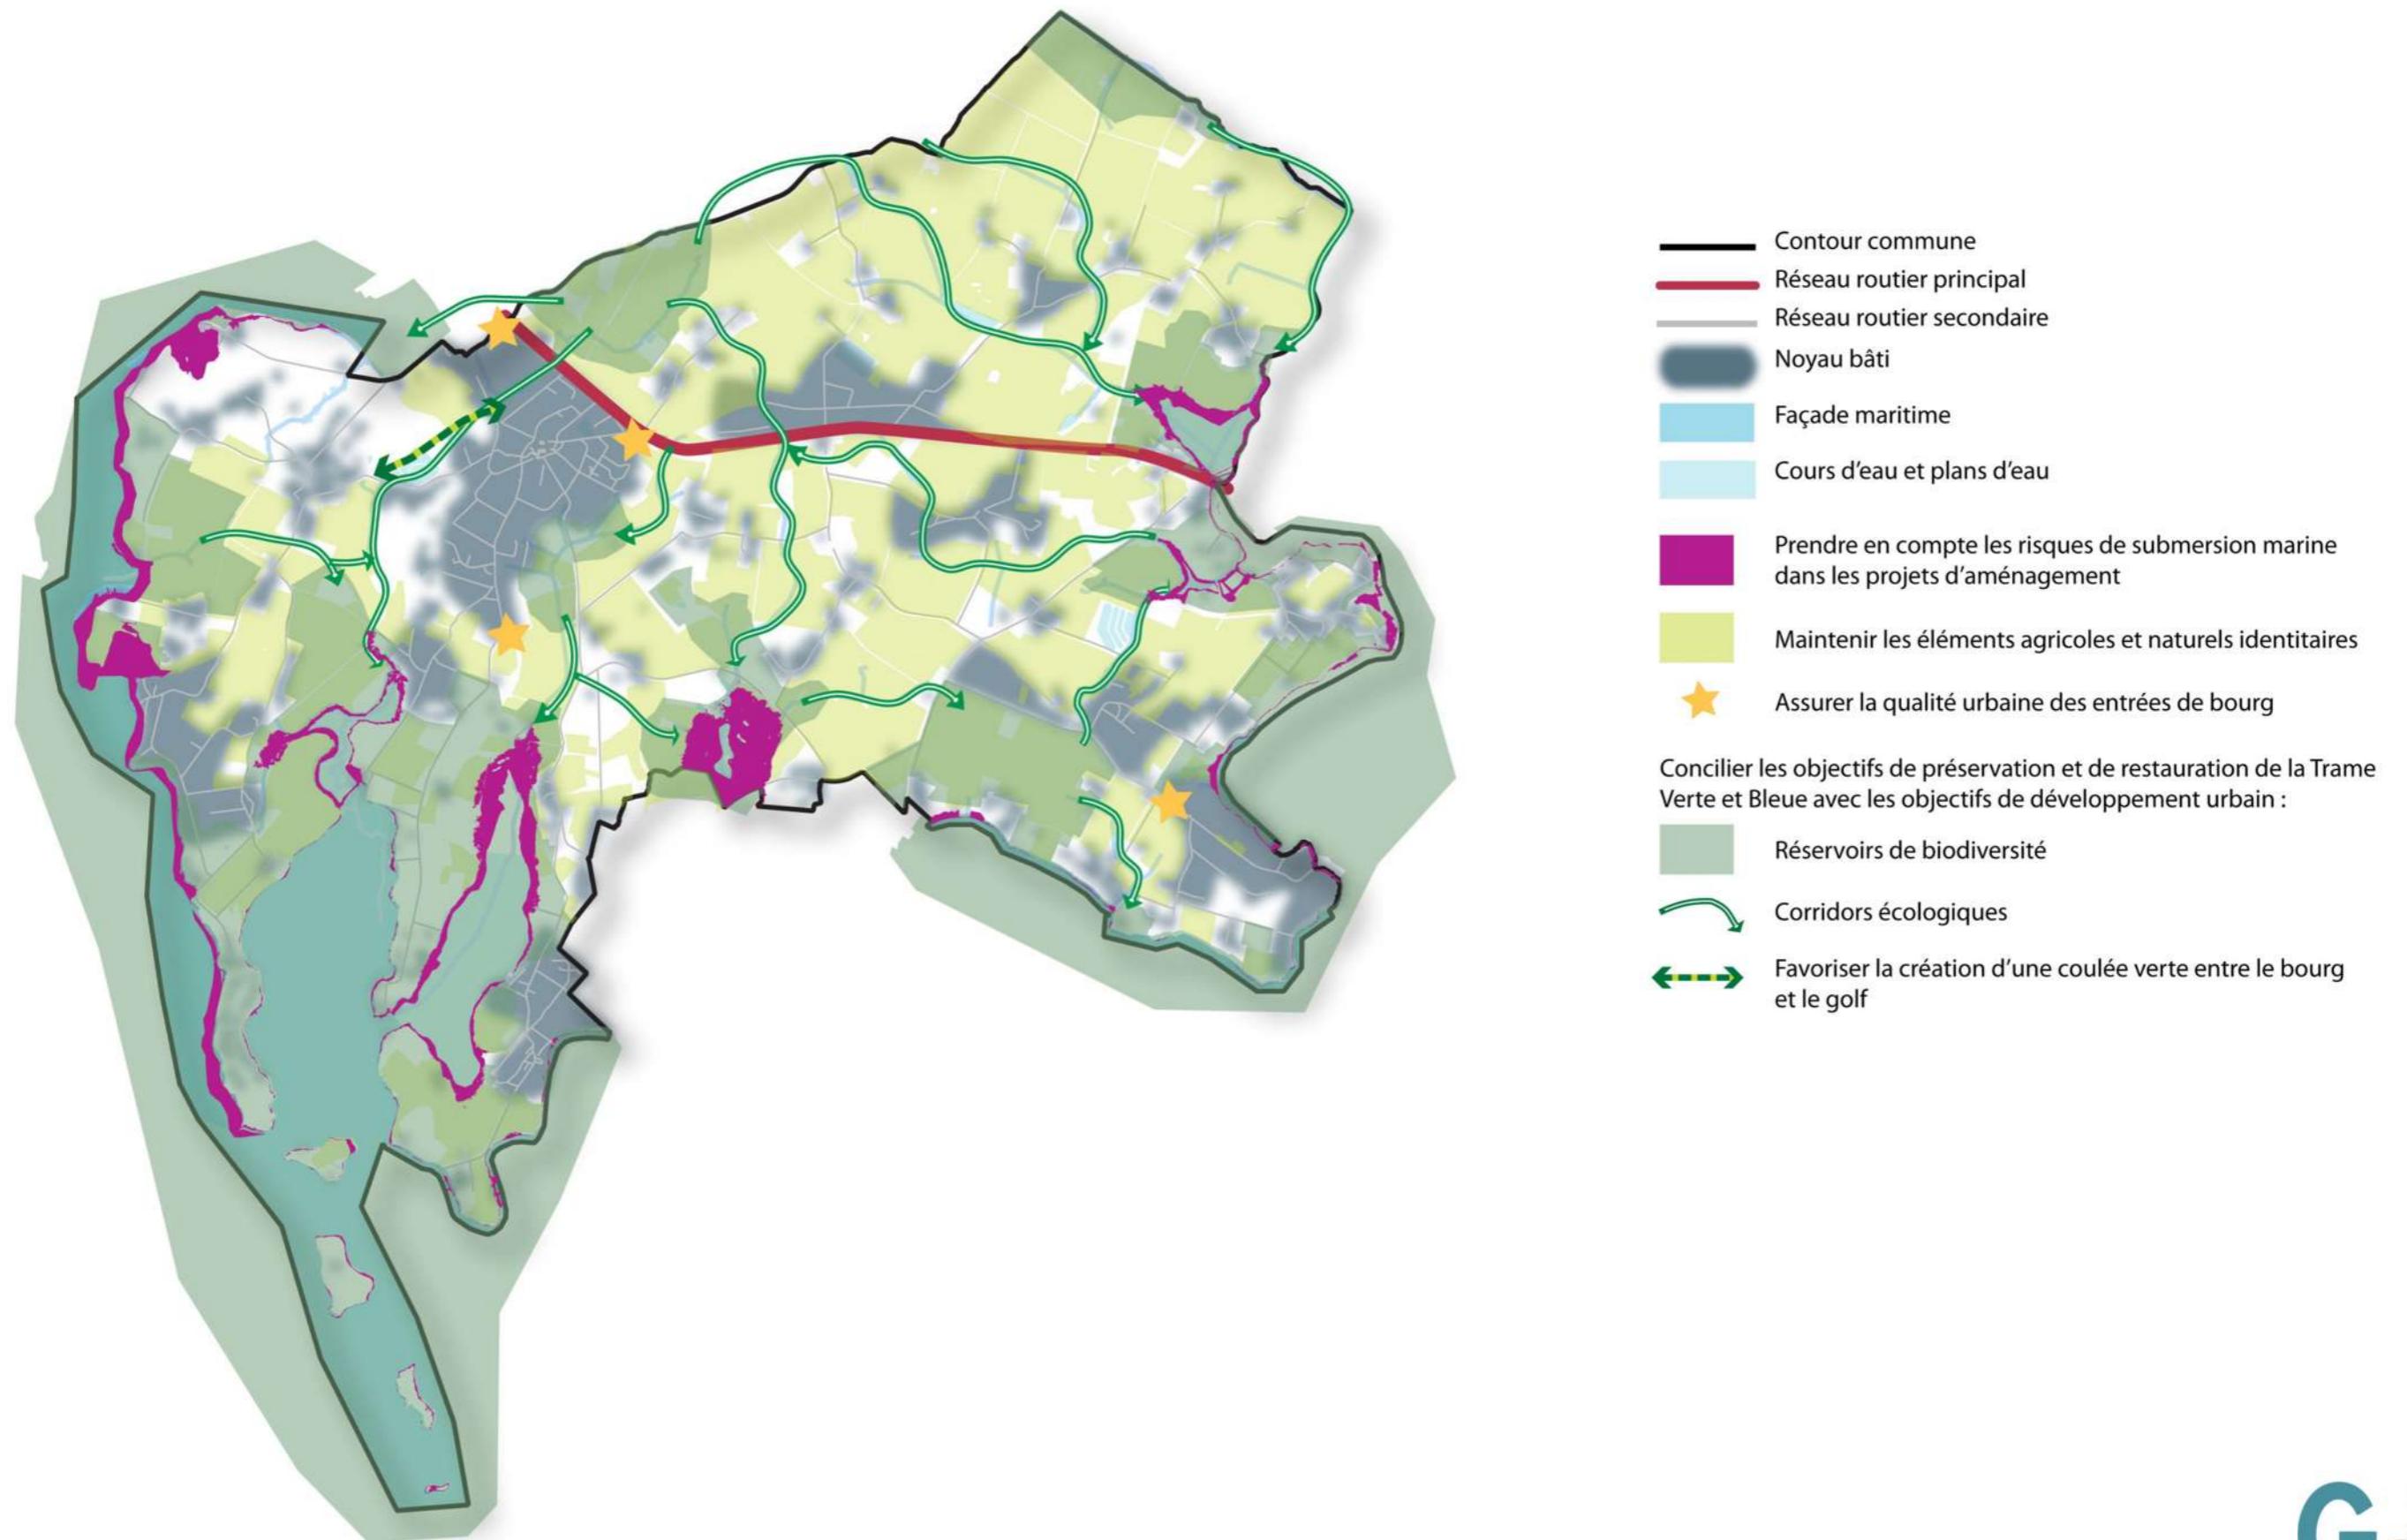 Contour commune
Réseau routier principal
Réseau routier secondaire
Noyau bâti
Façade maritime
Cours d'eau et plans d'eau
Prendre en compte les risques de submersion marine
dans les projets d'aménagement
Maintenir les éléments agricoles et naturels identitaires
Assurer la qualité urbaine des entrées de bourg
Concilier les objectifs de préservation et de restauration de la Trame
Verte et Bleue avec les objectifs de développement urbain :
Réservoirs de biodiversité
Corridors écologiques
Favoriser la création d'une coulée verte entre le bourg
et le golf
G